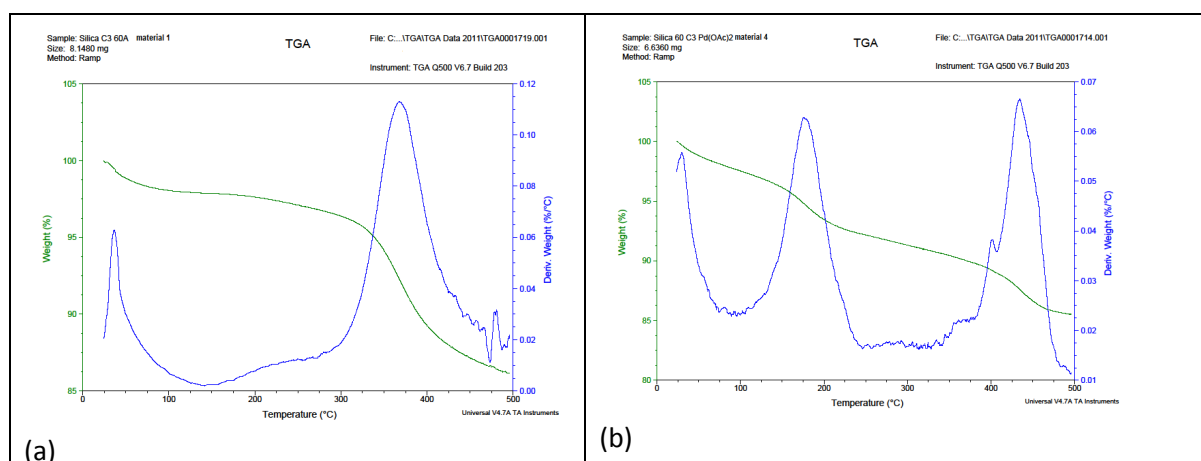 Sample: Silica C3 60A material 1
Size: 8.1480 mg
Method: Ramp
TGA
File: C:...\TGA\TGA Data 2011\TGA0001719.001
Instrument: TGA Q500 V6.7 Build 203
105
100
95
90
85
Weight (%)
0.12
0.10
0.08
0.06
0.04
0.02
0.00
Deriv. Weight (%/°C)
0
100
200
300
400
500
Temperature (°C)
Universal V4.7A TA Instruments
(a)
Sample: Silica 60 C3 Pd(OAc)2 material 4
Size: 6.6360 mg
Method: Ramp
TGA
File: C:...\TGA\TGA Data 2011\TGA0001714.001
Instrument: TGA Q500 V6.7 Build 203
105
100
95
90
85
80
Weight (%)
0.07
0.06
0.05
0.04
0.03
0.02
0.01
Deriv. Weight (%/°C)
0
100
200
300
400
500
Temperature (°C)
Universal V4.7A TA Instruments
(b)